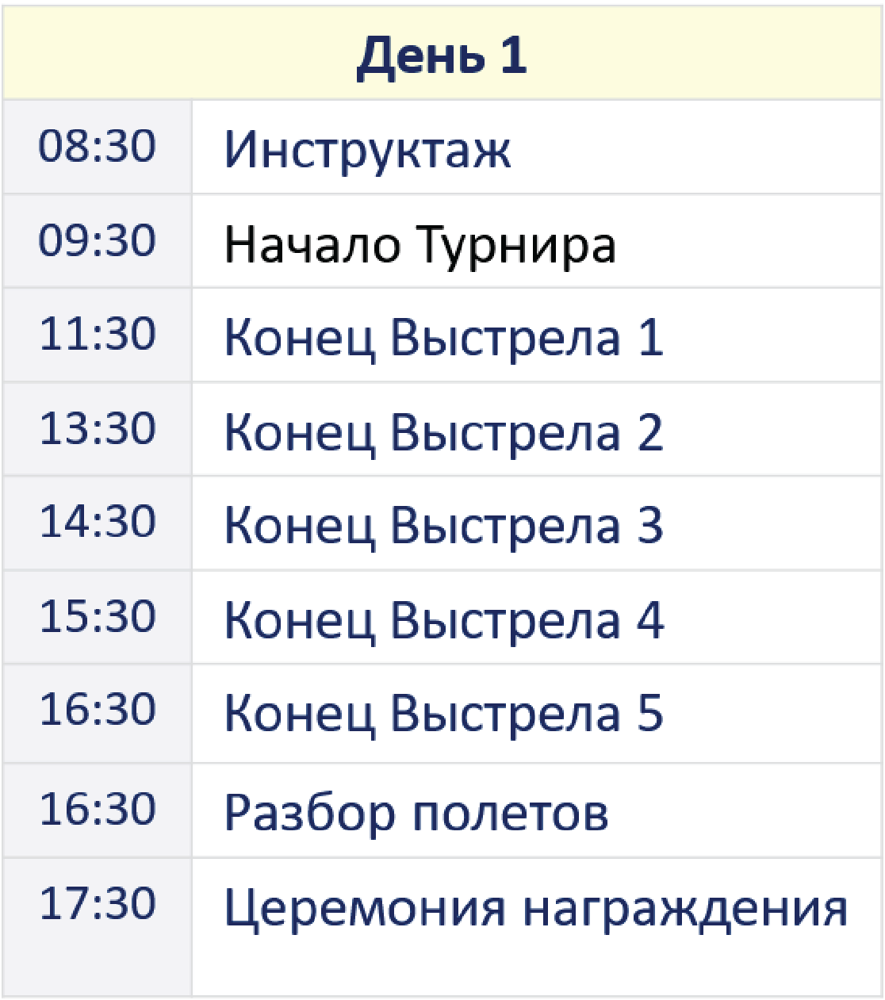 День 1
08:30 Инструктаж
09:30 Начало Турнира
11:30 Конец Выстрела 1
13:30 Конец Выстрела 2
14:30 Конец Выстрела 3
15:30 Конец Выстрела 4
16:30 Конец Выстрела 5
16:30 Разбор полетов
17:30 Церемония награждения